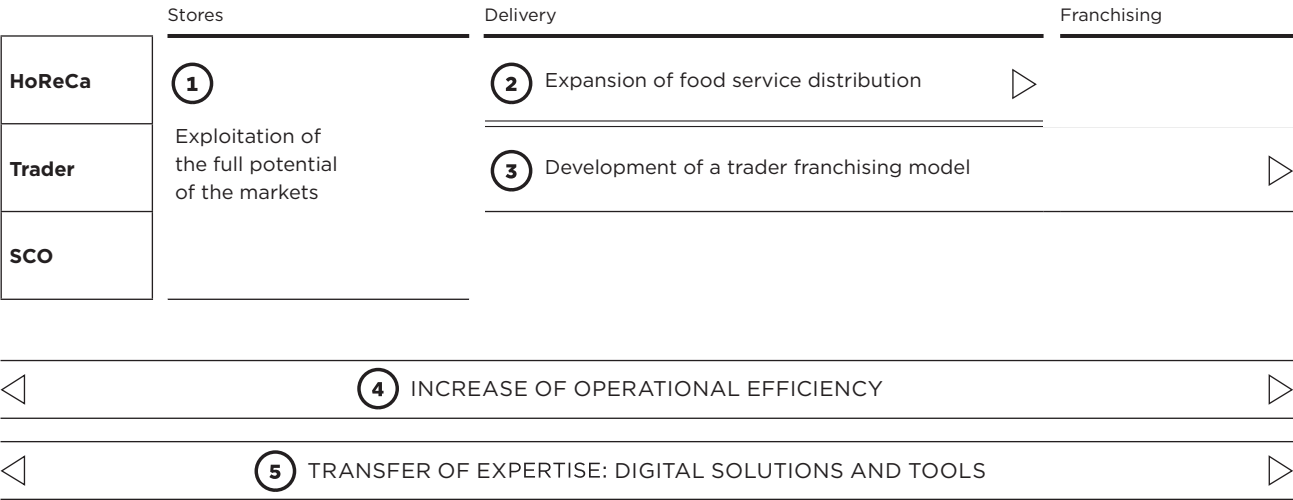 Stores
Delivery
Franchising
HoReCa
1
2 Expansion of food service distribution
Exploitation of
the full potential
of the markets
Trader
3 Development of a trader franchising model
SCO
4 INCREASE OF OPERATIONAL EFFICIENCY
5 TRANSFER OF EXPERTISE: DIGITAL SOLUTIONS AND TOOLS